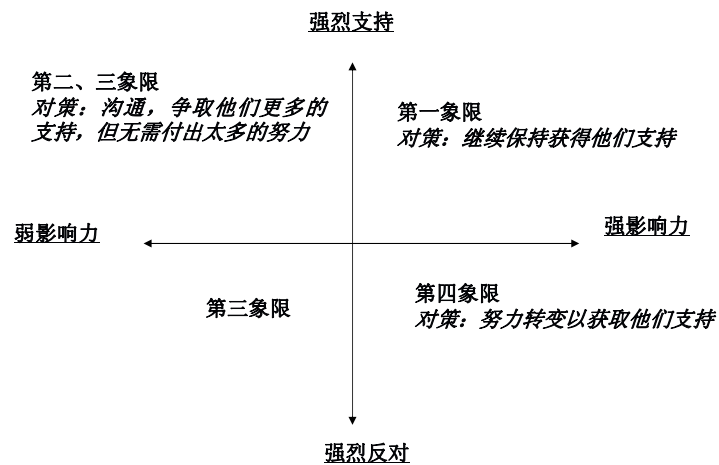 强烈支持
第二、三象限
对策：沟通，争取他们更多的
支持，但无需付出太多的努力
第一象限
对策：继续保持获得他们支持
弱影响力
强影响力
第三象限
第四象限
对策：努力转变以获取他们支持
强烈反对